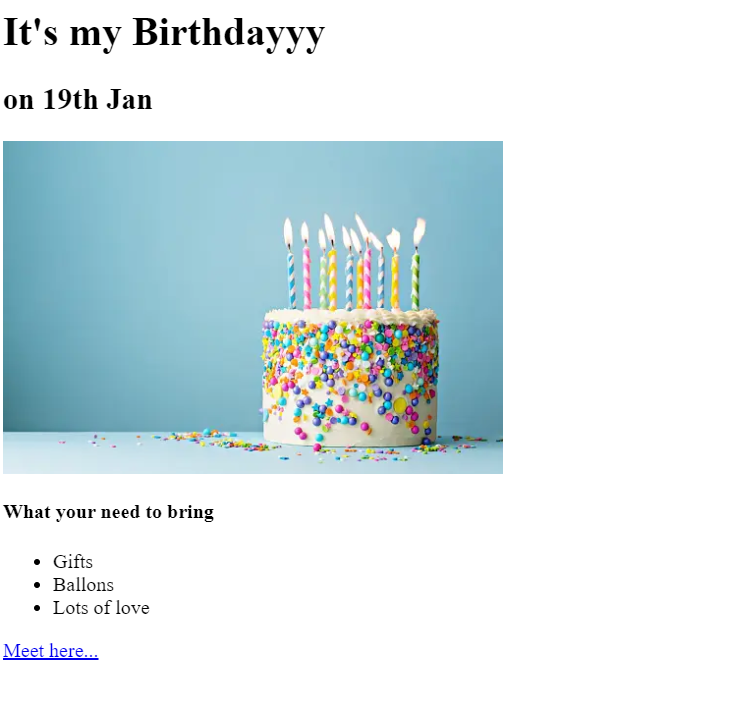 It's my Birthdayyy
on 19th Jan
What your need to bring
Gifts
Ballons
Lots of love
Meet here...